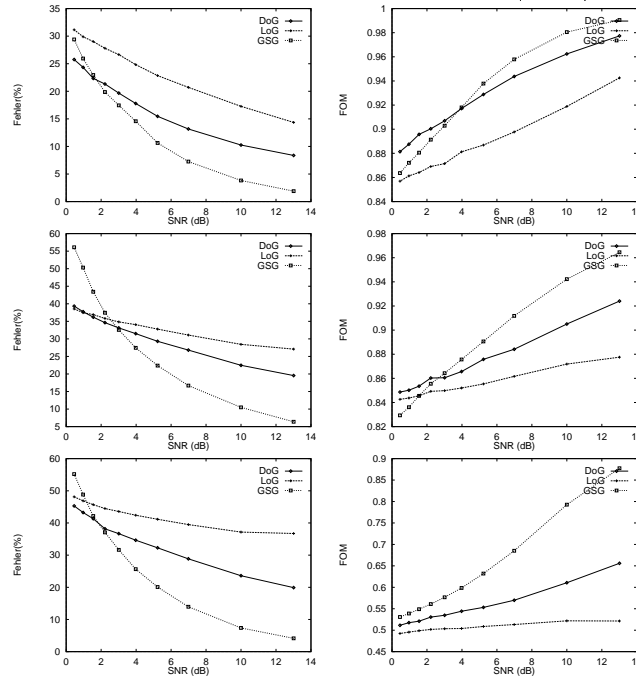 35
30
25
20
15
10
5
0
Fehler(%)
0 2 4 6 8 10 12 14
SNR (dB)
DoG
LoG
GSG
1
0.98
0.96
0.94
0.92
0.9
0.88
0.86
0.84
FOM
0 2 4 6 8 10 12 14
SNR (dB)
DoG
LoG
GSG
60
55
50
45
40
35
30
25
20
15
10
5
Fehler(%)
0 2 4 6 8 10 12 14
SNR (dB)
DoG
LoG
GSG
0.98
0.96
0.94
0.92
0.9
0.88
0.86
0.84
0.82
FOM
0 2 4 6 8 10 12 14
SNR (dB)
DoG
LoG
GSG
60
50
40
30
20
10
0
Fehler(%)
0 2 4 6 8 10 12 14
SNR (dB)
DoG
LoG
GSG
0.9
0.85
0.8
0.75
0.7
0.65
0.6
0.55
0.5
0.45
FOM
0 2 4 6 8 10 12 14
SNR (dB)
DoG
LoG
GSG